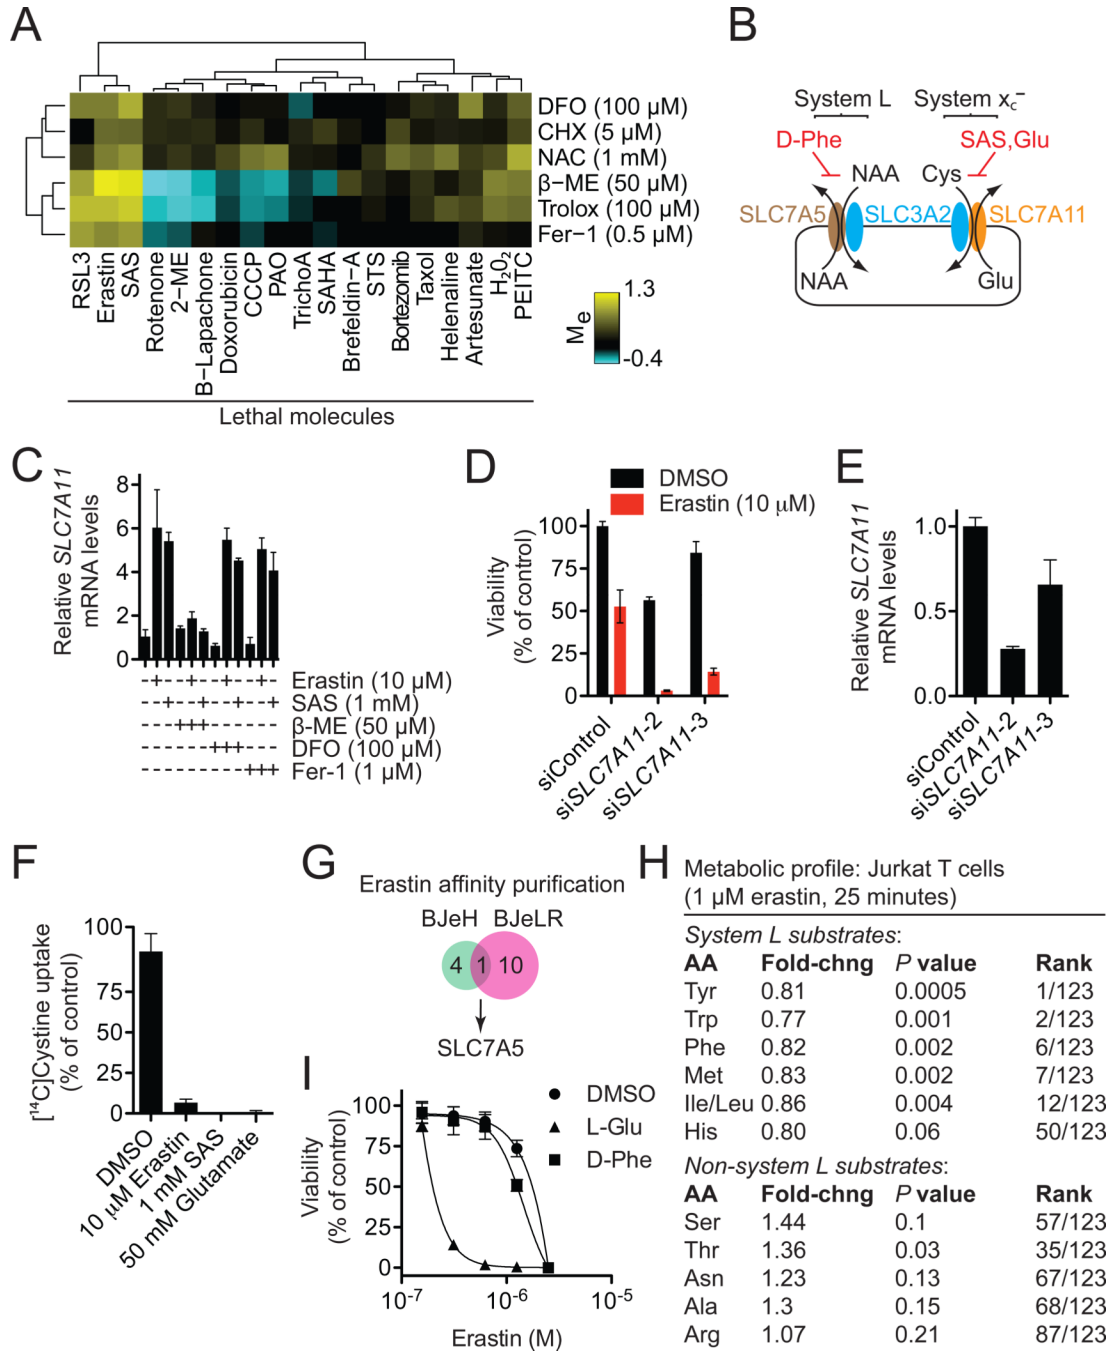 A
DFO (100 µM)
CHX (5 µM)
NAC (1 mM)
β-ME (50 µM)
Trolox (100 µM)
Fer-1 (0.5 µM)
RSL3
Erastin
SAS
Rotenone
2-ME
B-Lapachone
Doxorubicin
CCCP
PAO
TrichoA
SAHA
Brefeldin-A
STS
Bortezomib
Taxol
Helenaline
Artesunate
H₂O₂
PEITC
Mₑ
1.3
-0.4
Lethal molecules
B
System L
System x꜀⁻
D-Phe
SAS,Glu
NAA
Cys
SLC7A5
SLC3A2
SLC7A11
NAA
Glu
C
Relative SLC7A11
mRNA levels
8
6
4
2
0
-+--+--+--+- Erastin (10 µM)
--+--+--+--+ SAS (1 mM)
---+++------ β-ME (50 µM)
------+++--- DFO (100 µM)
---------+++ Fer-1 (1 µM)
D
DMSO
Erastin (10 µM)
Viability
(% of control)
100
75
50
25
0
siControl
siSLC7A11-2
siSLC7A11-3
E
Relative SLC7A11
mRNA levels
1.0
0.5
0.0
siControl
siSLC7A11-2
siSLC7A11-3
F
[¹⁴C]Cystine uptake
(% of control)
100
75
50
25
0
DMSO
10 µM Erastin
1 mM SAS
50 mM Glutamate
G
Erastin affinity purification
BJeH BJeLR
4 1 10
SLC7A5
H
Metabolic profile: Jurkat T cells
(1 µM erastin, 25 minutes)
System L substrates:
AA Fold-chng P value Rank
Tyr 0.81 0.0005 1/123
Trp 0.77 0.001 2/123
Phe 0.82 0.002 6/123
Met 0.83 0.002 7/123
Ile/Leu 0.86 0.004 12/123
His 0.80 0.06 50/123
Non-system L substrates:
AA Fold-chng P value Rank
Ser 1.44 0.1 57/123
Thr 1.36 0.03 35/123
Asn 1.23 0.13 67/123
Ala 1.3 0.15 68/123
Arg 1.07 0.21 87/123
I
DMSO
L-Glu
D-Phe
Viability
(% of control)
100
75
50
25
0
10⁻⁷
10⁻⁶
10⁻⁵
Erastin (M)